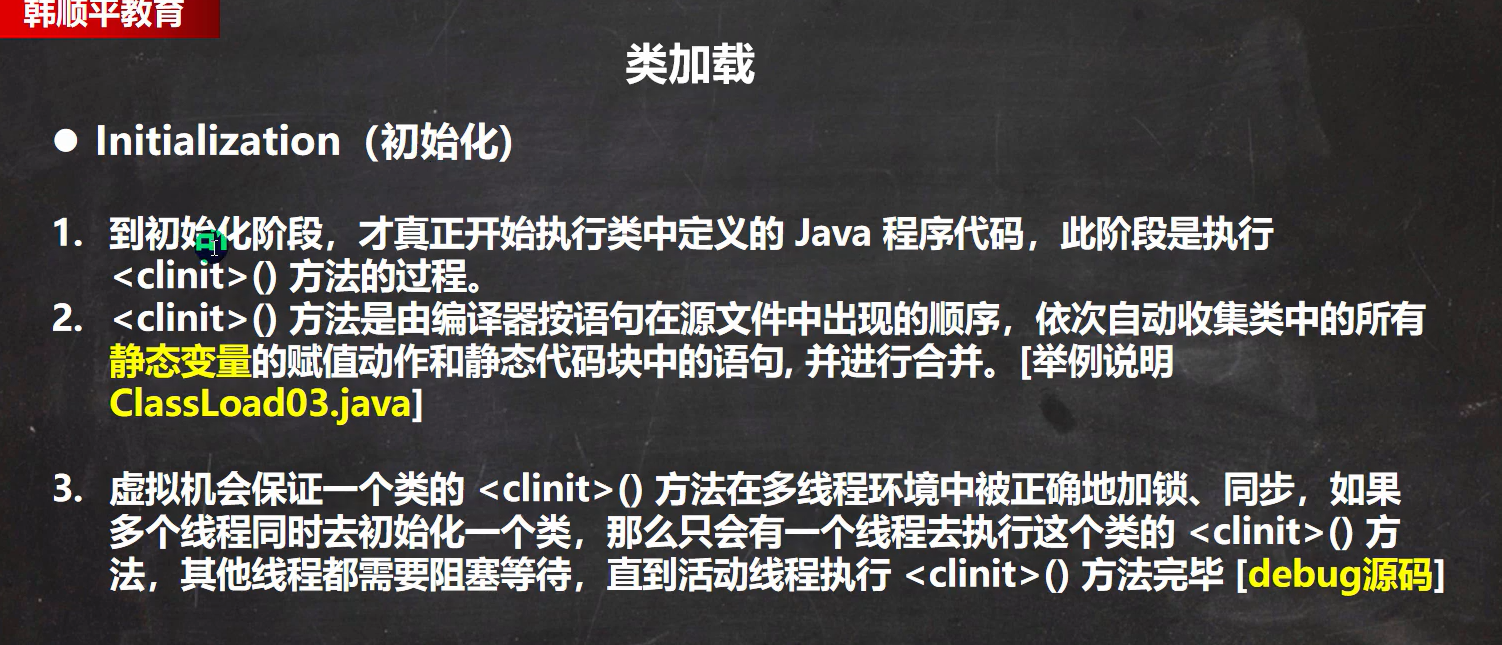 韩顺平教育
类加载
● Initialization（初始化）
1. 到初始化阶段，才真正开始执行类中定义的 Java 程序代码，此阶段是执行
<clinit>() 方法的过程。
2. <clinit>() 方法是由编译器按语句在源文件中出现的顺序，依次自动收集类中的所有
静态变量的赋值动作和静态代码块中的语句, 并进行合并。[举例说明
ClassLoad03.java]
3. 虚拟机会保证一个类的 <clinit>() 方法在多线程环境中被正确地加锁、同步，如果
多个线程同时去初始化一个类，那么只会有一个线程去执行这个类的 <clinit>() 方
法，其他线程都需要阻塞等待，直到活动线程执行 <clinit>() 方法完毕 [debug源码]